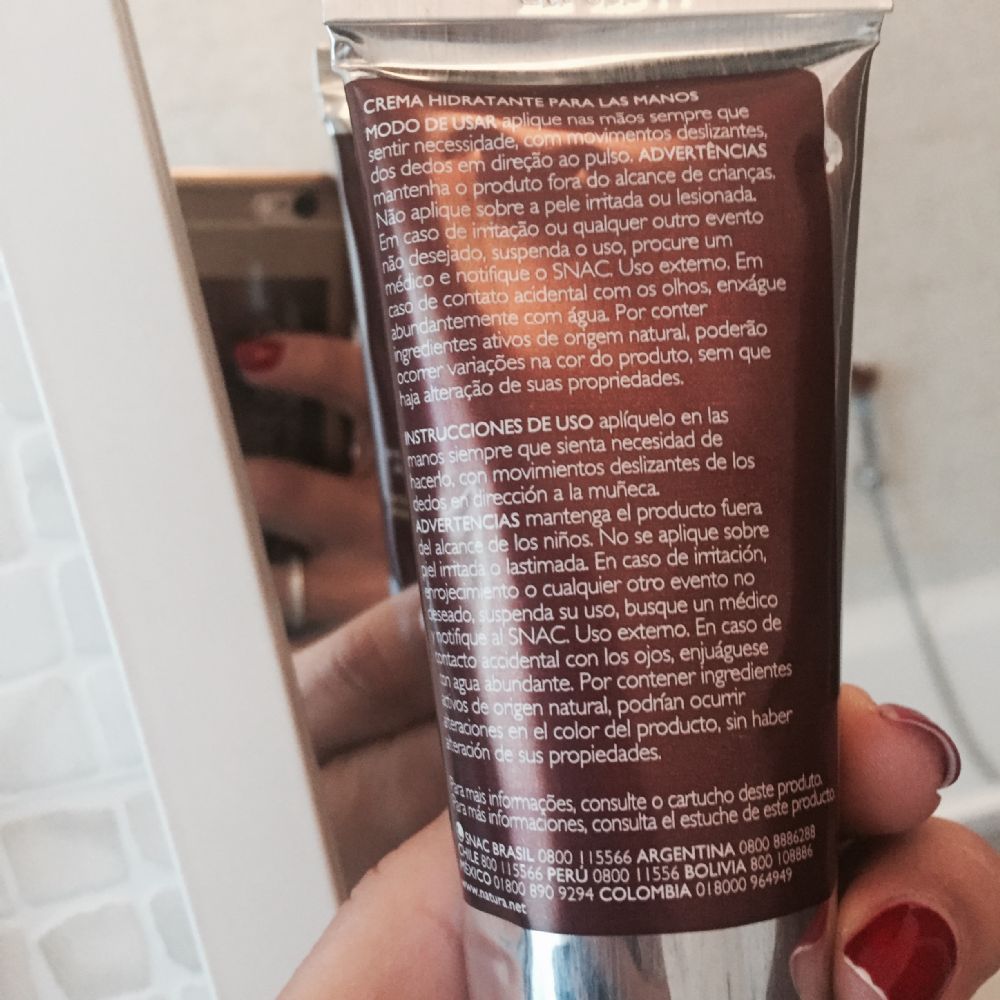 CREMA HIDRATANTE PARA LAS MANOS
MODO DE USAR aplique nas mãos sempre que
sentir necessidade, com movimentos deslizantes,
dos dedos em direção ao pulso. ADVERTÊNCIAS
mantenha o produto fora do alcance de crianças.
Não aplique sobre a pele irritada ou lesionada.
Em caso de irritação ou qualquer outro evento
não desejado, suspenda o uso, procure um
médico e notifique o SNAC. Uso externo. Em
caso de contato acidental com os olhos, enxágue
abundantemente com água. Por conter
ingredientes ativos de origem natural, poderão
ocorrer variações na cor do produto, sem que
haja alteração de suas propriedades.
INSTRUCCIONES DE USO aplíquelo en las
manos siempre que sienta necesidad de
hacerlo, con movimientos deslizantes de los
dedos en dirección a la muñeca.
ADVERTENCIAS mantenga el producto fuera
del alcance de los niños. No se aplique sobre
piel irritada o lastimada. En caso de irritación,
enrojecimiento o cualquier otro evento no
deseado, suspenda su uso, busque un médico
y notifique al SNAC. Uso externo. En caso de
contacto accidental con los ojos, enjuáguese
con agua abundante. Por contener ingredientes
activos de origen natural, podrían ocurrir
alteraciones en el color del producto, sin haber
alteración de sus propiedades.
Para mais informações, consulte o cartucho deste produto.
Para más informaciones, consulta el estuche de este producto.
SNAC BRASIL 0800 115566 ARGENTINA 0800 8886288
CHILE 800 115566 PERÚ 0800 11556 BOLIVIA 800 108886
MÉXICO 01800 890 9294 COLOMBIA 018000 964949
www.natura.net